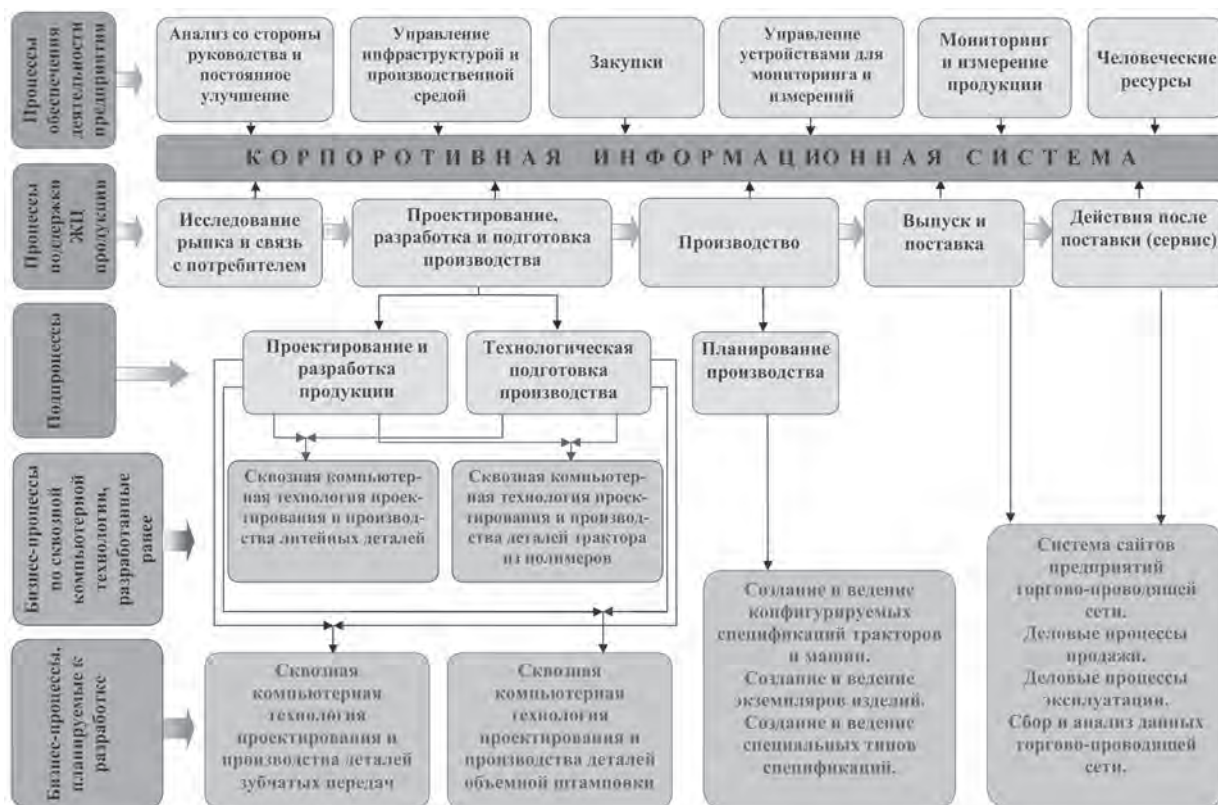 Процессы
обеспечения
деятельности
предприятия
Анализ со стороны
руководства и
постоянное
улучшение
Управление
инфраструктурой и
производственной
средой
Закупки
Управление
устройствами для
мониторинга и
измерений
Мониторинг
и измерение
продукции
Человеческие
ресурсы
КОРПОРОТИВНАЯ ИНФОРМАЦИОННАЯ СИСТЕМА
Процессы
поддержки
ЖЦ
продукции
Исследование
рынка и связь
с потребителем
Проектирование,
разработка и подготовка
производства
Производство
Выпуск и
поставка
Действия после
поставки (сервис)
Подпроцессы
Проектирование и
разработка
продукции
Технологическая
подготовка
производства
Планирование
производства
Бизнес-процессы
по сквозной
компьютерной
технологии,
разработанные
ранее
Сквозная компьютер-
ная технология проек-
тирования и производ-
ства литейных деталей
Сквозная компьютер-
ная технология проек-
тирования и производ-
ства деталей трактора
из полимеров
Бизнес-процессы,
планируемые к
разработке
Сквозная
компьютерная
технология
проектирования и
производства деталей
зубчатых передач
Сквозная
компьютерная
технология
проектирования и
производства деталей
объемной штамповки
Создание и ведение
конфигурируемых
спецификаций тракторов
и машин.
Создание и ведение
экземпляров изделий.
Создание и ведение
специальных типов
спецификаций.
Система сайтов
предприятий
торгово-проводящей
сети.
Деловые процессы
продажи.
Деловые процессы
эксплуатации.
Сбор и анализ данных
торгово-проводящей
сети.